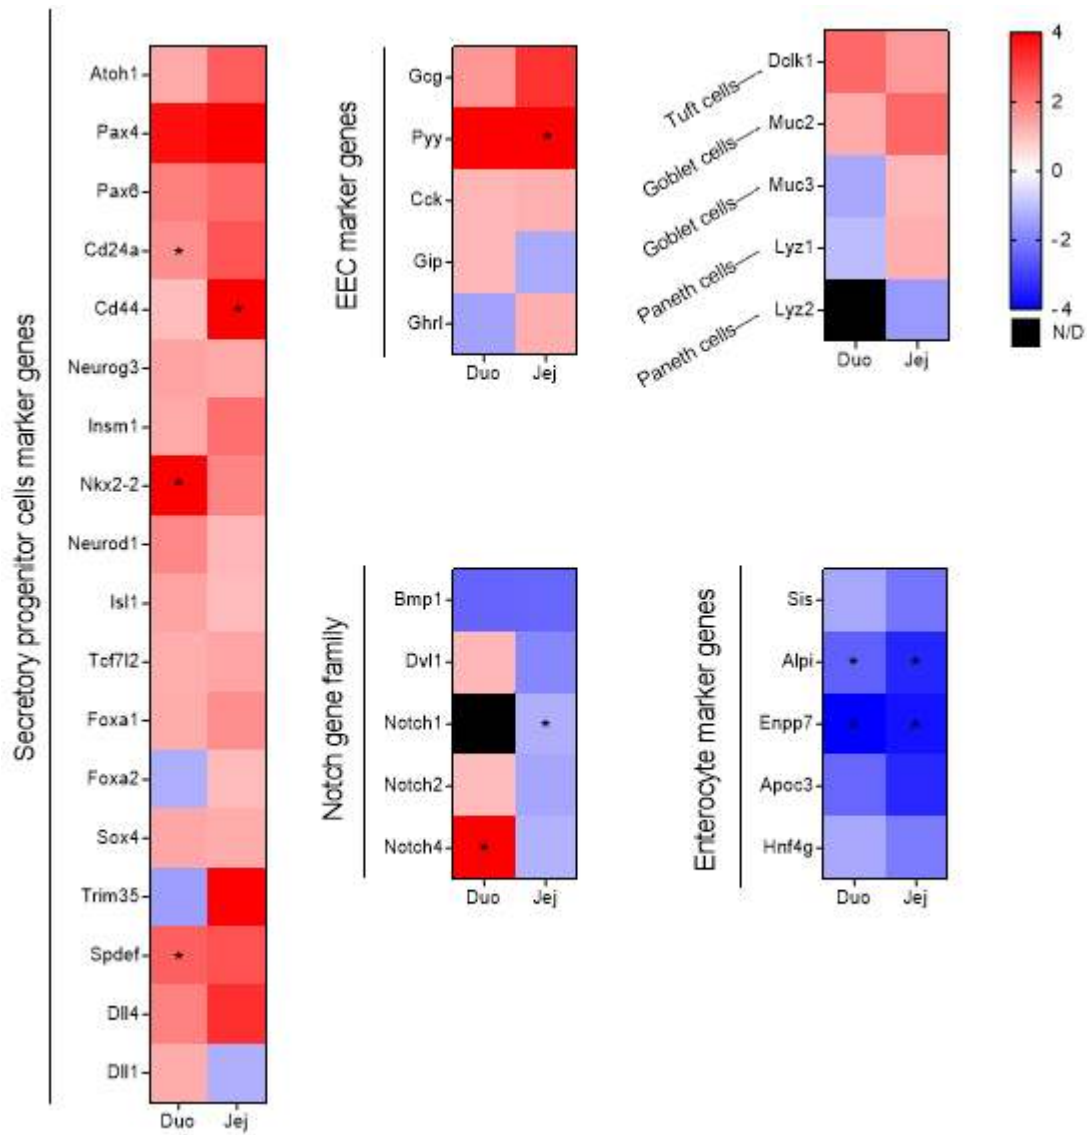 Secretory progenitor cells marker genes
Atoh1
Pax4
Pax6
Cd24a *
Cd44 *
Neurog3
Insm1
Nkx2-2 *
Neurod1
Isl1
Tcf7l2
Foxa1
Foxa2
Sox4
Trim35
Spdef *
Dll4
Dll1
Duo Jej
EEC marker genes
Gcg
Pyy *
Cck
Gip
Ghrl
Duo Jej
Tuft cells Dclk1
Goblet cells Muc2
Goblet cells Muc3
Paneth cells Lyz1
Paneth cells Lyz2
Duo Jej
4
2
0
-2
-4
N/D
Notch gene family
Bmp1
Dvl1
Notch1 *
Notch2
Notch4 *
Duo Jej
Enterocyte marker genes
Sis
Alpi * *
Enpp7 * *
Apoc3
Hnf4g
Duo Jej